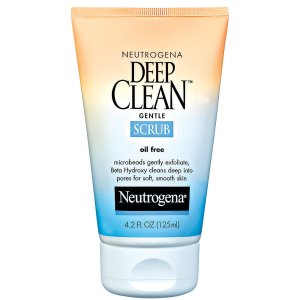 NEUTROGENA
DEEP
CLEAN™
GENTLE
SCRUB
oil free
microbeads gently exfoliate,
Beta Hydroxy cleans deep into
pores for soft, smooth skin
Neutrogena®
4.2 FL OZ (125mL)